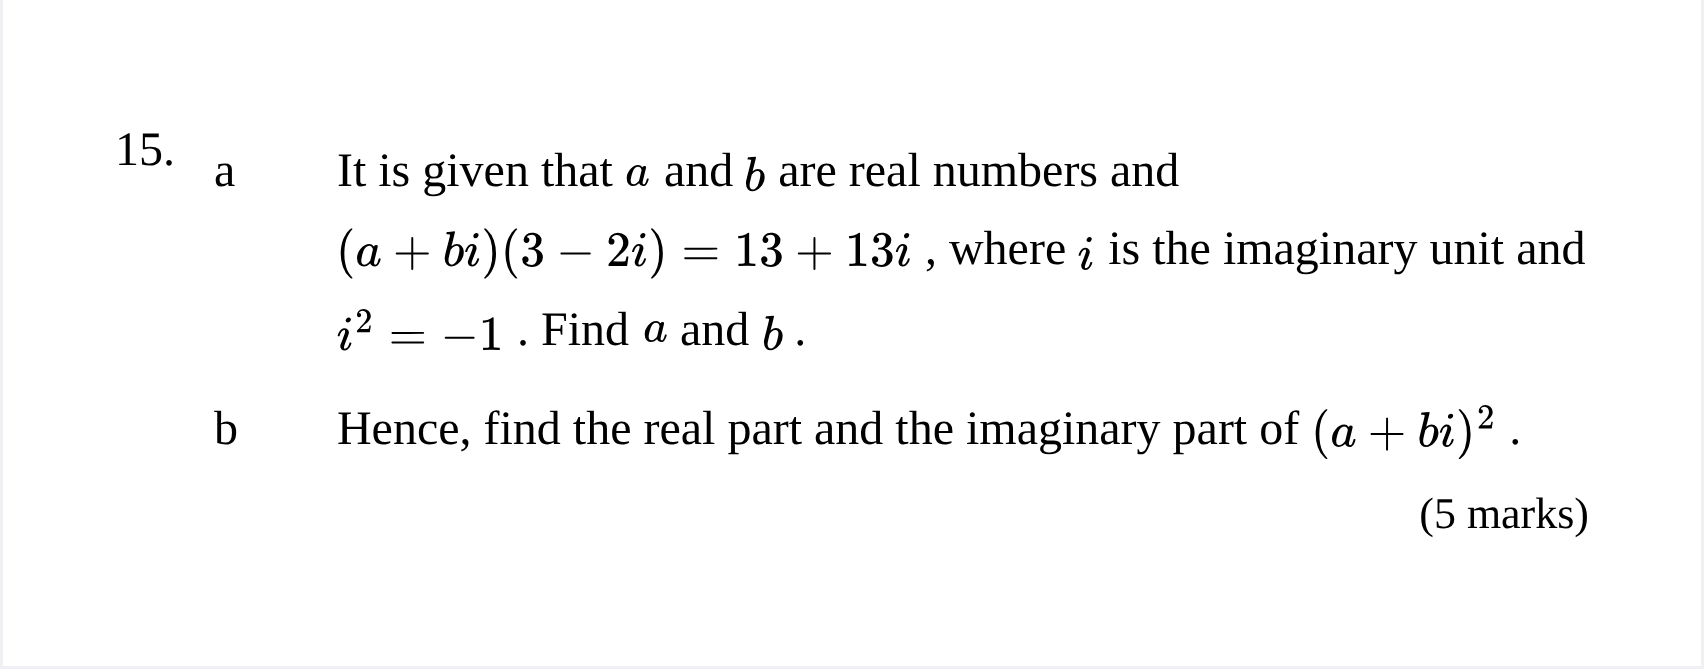 15. a It is given that a and b are real numbers and
(a + bi)(3 − 2i) = 13 + 13i , where i is the imaginary unit and
i² = −1 . Find a and b .
b Hence, find the real part and the imaginary part of (a + bi)² .
(5 marks)